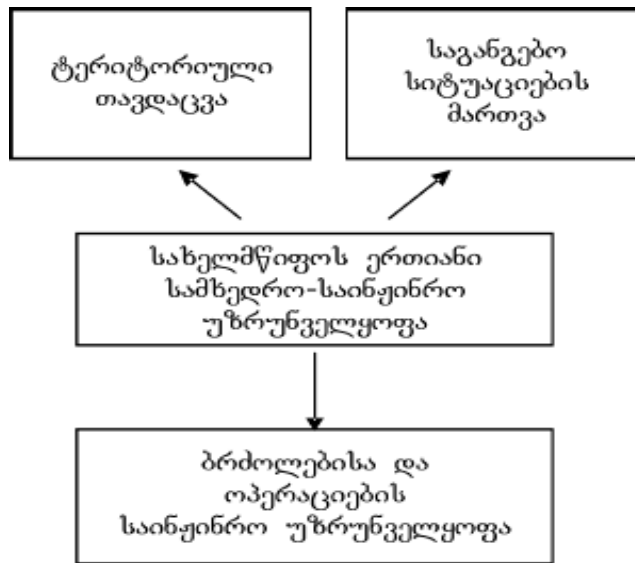 ტერიტორიული
თავდაცვა
საგანგებო
სიტუაციების
მართვა
სახელმწიფოს ერთიანი
სამხედრო-საინჟინრო
უზრუნველყოფა
ბრძოლებისა და
ოპერაციების
საინჟინრო უზრუნველყოფა